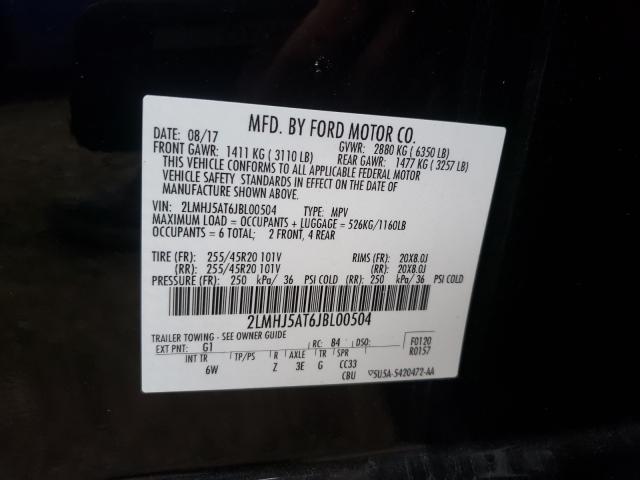 MFD. BY FORD MOTOR CO.
DATE: 08/17 GVWR: 2880 KG ( 6350 LB)
FRONT GAWR: 1411 KG ( 3110 LB) REAR GAWR: 1477 KG ( 3257 LB)
THIS VEHICLE CONFORMS TO ALL APPLICABLE FEDERAL MOTOR
VEHICLE SAFETY STANDARDS IN EFFECT ON THE DATE OF
MANUFACTURE SHOWN ABOVE.
VIN: 2LMHJ5AT6JBL00504 TYPE: MPV
MAXIMUM LOAD = OCCUPANTS + LUGGAGE = 526KG/1160LB
OCCUPANTS = 6 TOTAL; 2 FRONT, 4 REAR
TIRE (FR): 255/45R20 101V RIMS (FR): 20X8.0J
(RR): 255/45R20 101V (RR): 20X8.0J
PRESSURE (FR): 250 kPa/ 36 PSI COLD (RR): 250 kPa/ 36 PSI COLD
2LMHJ5AT6JBL00504
TRAILER TOWING - SEE OWNER GUIDE
EXT PNT: G1 RC: 84 DSO: F0120
R0157
INT TR TP/PS R AXLE TR SPR
6W Z 3E G CC33
CBU 5U5A-5420472-AA